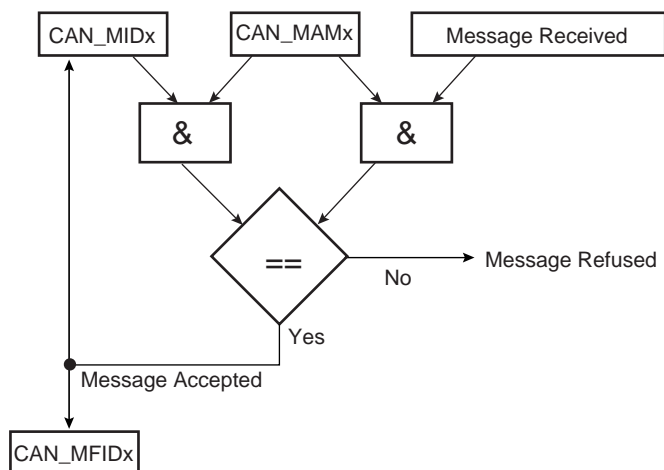 CAN_MIDx
CAN_MAMx
Message Received
&
&
==
No
Message Refused
Yes
Message Accepted
CAN_MFIDx